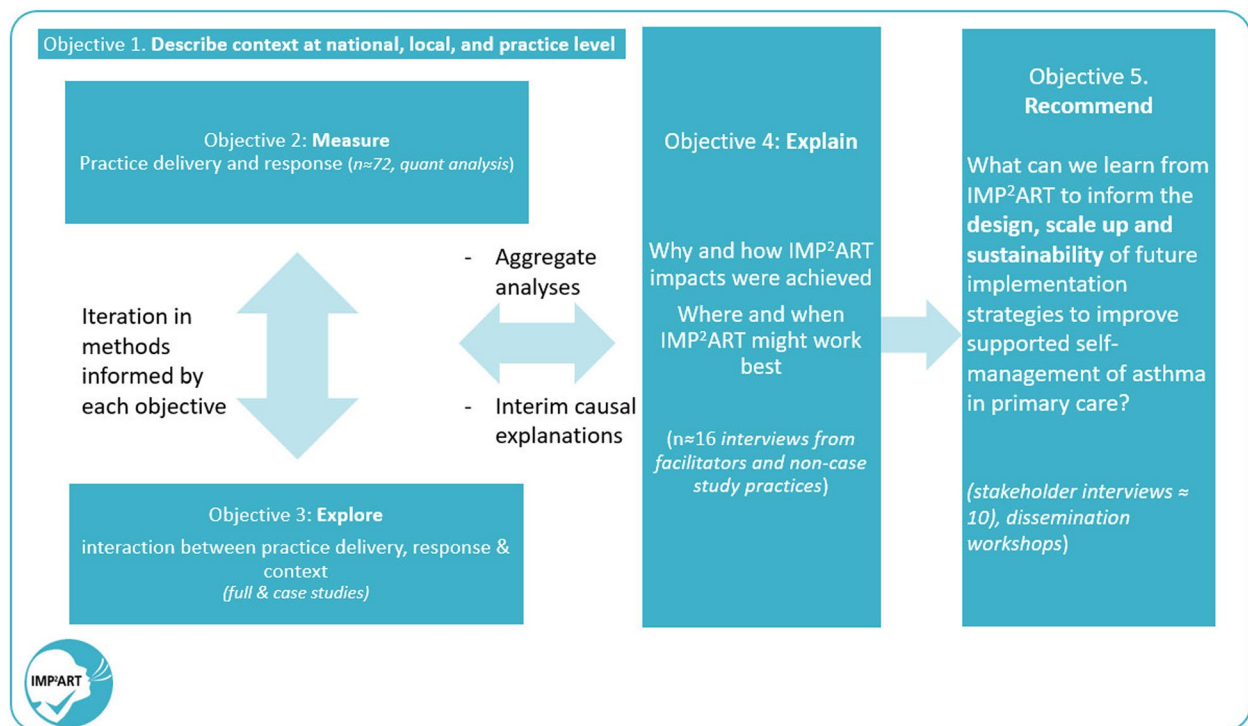 Objective 1. Describe context at national, local, and practice level
Objective 2: Measure
Practice delivery and response (n≈72, quant analysis)
Iteration in
methods
informed by
each objective
- Aggregate
analyses
- Interim causal
explanations
Objective 3: Explore
interaction between practice delivery, response &
context
(full & case studies)
Objective 4: Explain
Why and how IMP²ART
impacts were achieved
Where and when
IMP²ART might work
best
(n≈16 interviews from
facilitators and non-case
study practices)
Objective 5.
Recommend
What can we learn from
IMP²ART to inform the
design, scale up and
sustainability of future
implementation
strategies to improve
supported self-
management of asthma
in primary care?
(stakeholder interviews ≈
10), dissemination
workshops)
IMP²ART